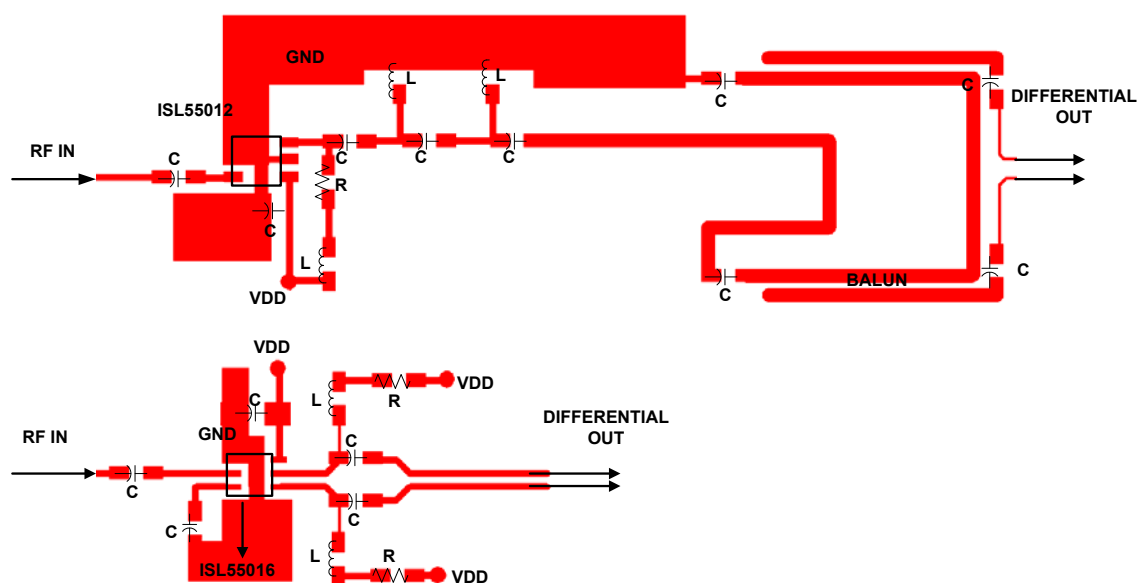 GND
L
L
C
C
DIFFERENTIAL
OUT
ISL55012
RF IN
C
C
C
C
R
C
L
VDD
C
C
BALUN
VDD
L
R
VDD
C
C
DIFFERENTIAL
OUT
RF IN
GND
C
C
C
C
L
R
ISL55016
VDD